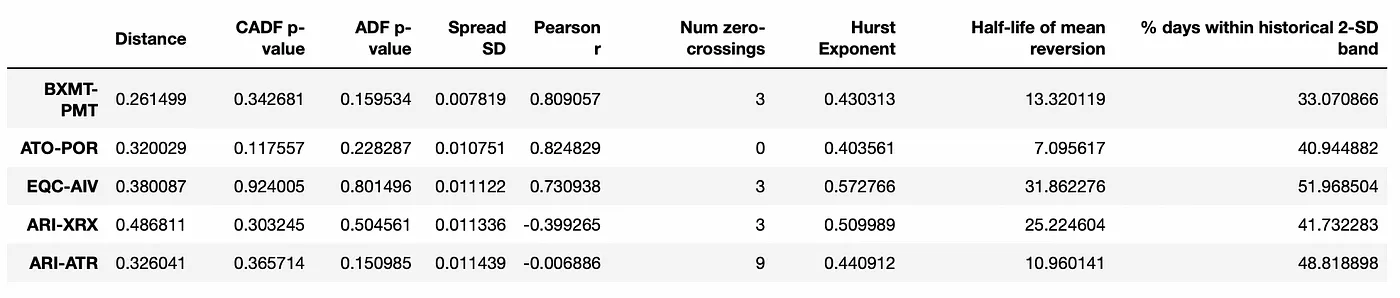 Distance CADF p-value ADF p-value Spread SD Pearson r Num zero-crossings Hurst Exponent Half-life of mean reversion % days within historical 2-SD band
BXMT-PMT 0.261499 0.342681 0.159534 0.007819 0.809057 3 0.430313 13.320119 33.070866
ATO-POR 0.320029 0.117557 0.228287 0.010751 0.824829 0 0.403561 7.095617 40.944882
EQC-AIV 0.380087 0.924005 0.801496 0.011122 0.730938 3 0.572766 31.862276 51.968504
ARI-XRX 0.486811 0.303245 0.504561 0.011336 -0.399265 3 0.509989 25.224604 41.732283
ARI-ATR 0.326041 0.365714 0.150985 0.011439 -0.006886 9 0.440912 10.960141 48.818898